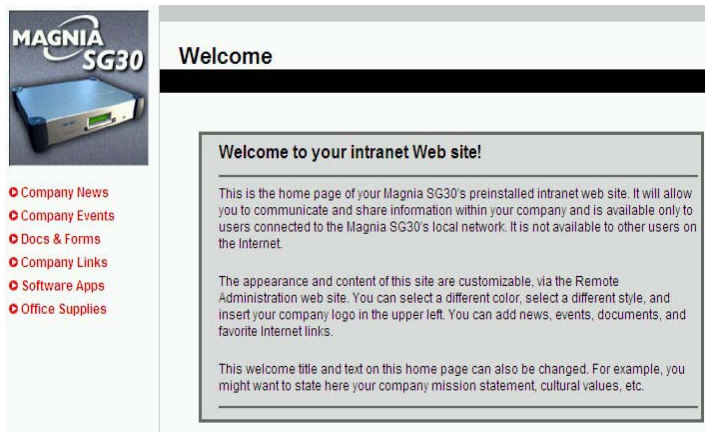 MAGNIA
SG30
Welcome
Company News
Company Events
Docs & Forms
Company Links
Software Apps
Office Supplies
Welcome to your intranet Web site!
This is the home page of your Magnia SG30's preinstalled intranet web site. It will allow
you to communicate and share information within your company and is available only to
users connected to the Magnia SG30's local network. It is not available to other users on
the Internet.
The appearance and content of this site are customizable, via the Remote
Administration web site. You can select a different color, select a different style, and
insert your company logo in the upper left. You can add news, events, documents, and
favorite Internet links.
This welcome title and text on this home page can also be changed. For example, you
might want to state here your company mission statement, cultural values, etc.